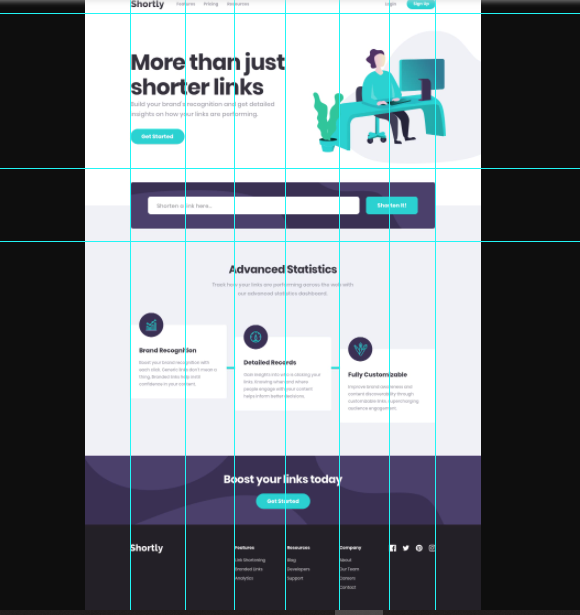 Shortly Features Pricing Resources Login Sign Up
More than just
shorter links
Build your brand's recognition and get detailed
insights on how your links are performing.
Get Started
Shorten a link here...
Shorten It!
Advanced Statistics
Track how your links are performing across the web with
our advanced statistics dashboard.
Brand Recognition
Boost your brand recognition with
each click. Generic links don't mean a
thing. Branded links help instil
confidence in your content.
Detailed Records
Gain insights into who is clicking your
links. Knowing when and where
people engage with your content
helps inform better decisions.
Fully Customizable
Improve brand awareness and
content discoverability through
customizable links, supercharging
audience engagement.
Boost your links today
Get Started
Shortly
Features
Link Shortening
Branded Links
Analytics
Resources
Blog
Developers
Support
Company
About
Our Team
Careers
Contact